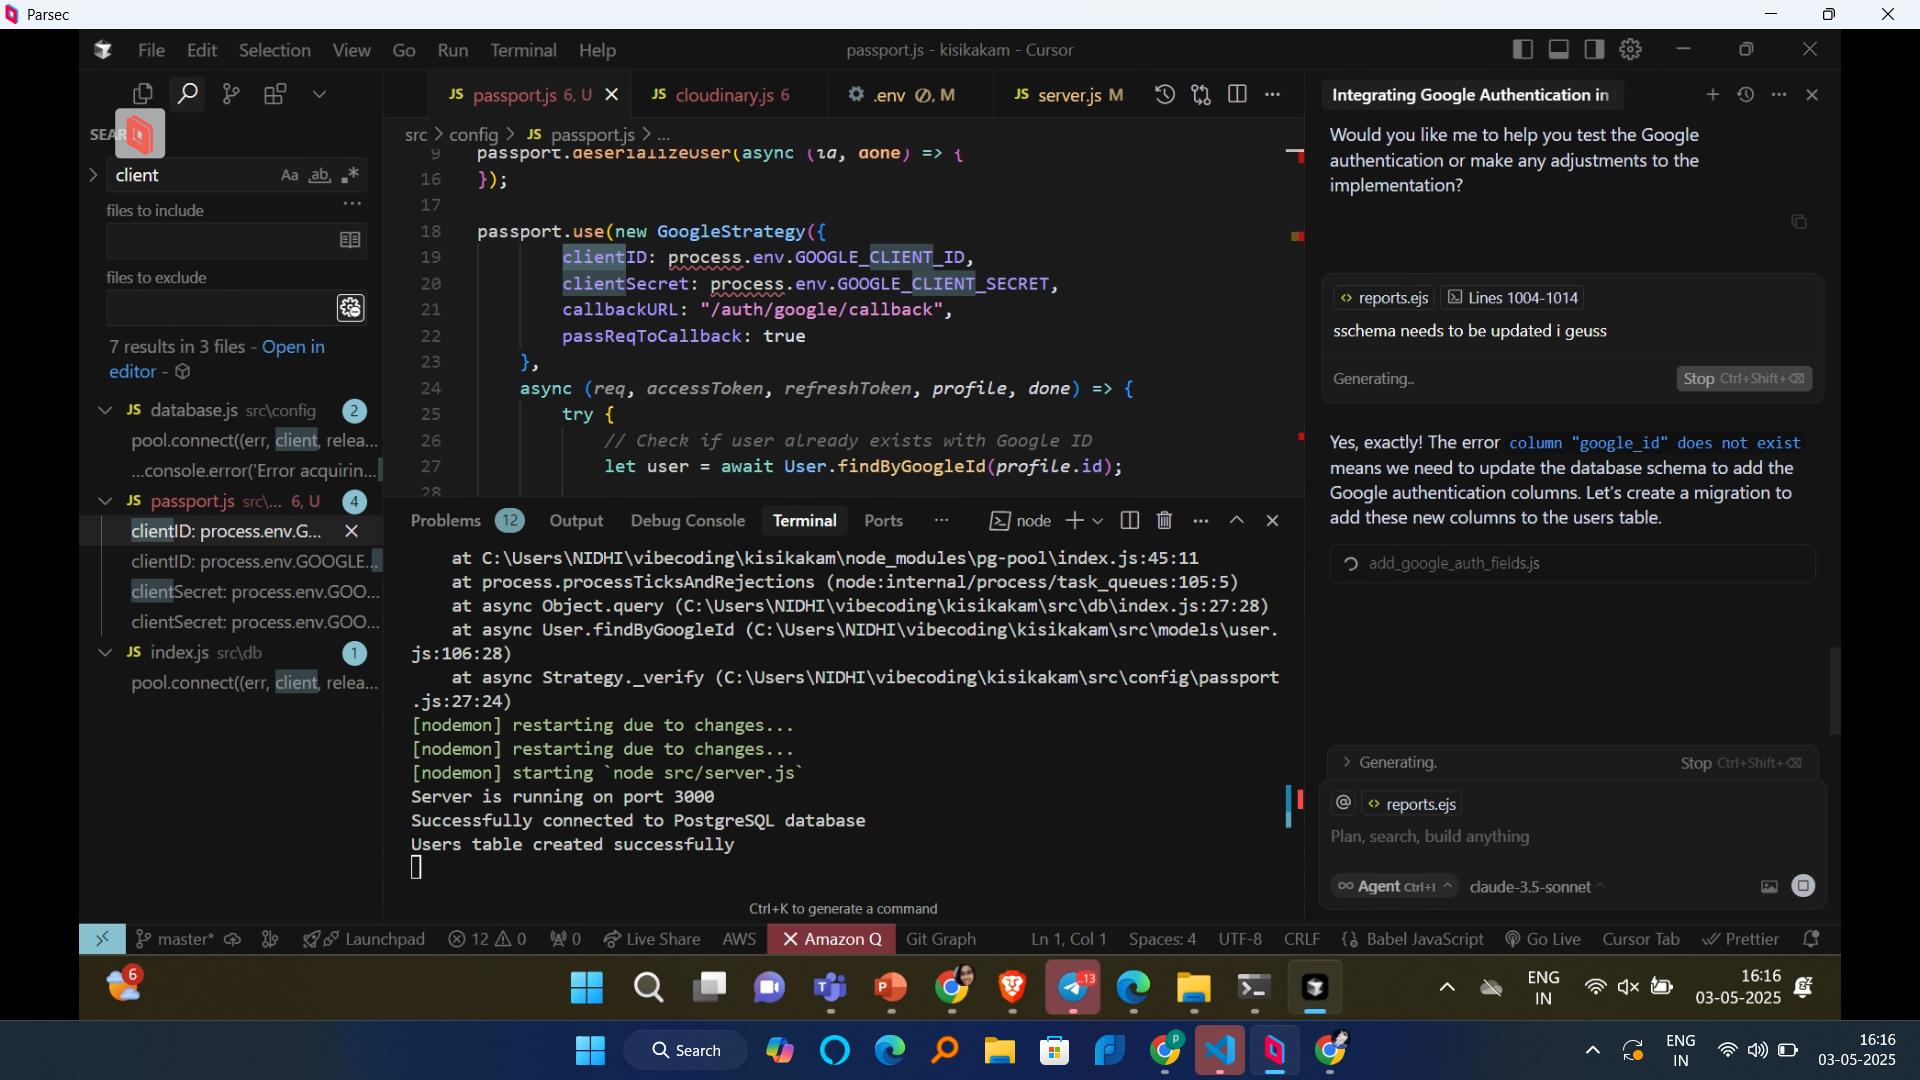 Parsec
File Edit Selection View Go Run Terminal Help
passport.js - kisikakam - Cursor
SEAR
client
Aa ab
files to include
files to exclude
7 results in 3 files - Open in
editor -
JS database.js src\config 2
pool.connect((err, client, relea...
...console.error('Error acquirin...
JS passport.js src\... 6, U 4
clientID: process.env.G...
clientID: process.env.GOOGLE...
clientSecret: process.env.GOO...
clientSecret: process.env.GOO...
JS index.js src\db 1
pool.connect((err, client, relea...
JS passport.js 6, U
JS cloudinary.js 6
.env M
JS server.js M
src > config > JS passport.js > ...
9 passport.deserializeUser(async (id, done) => {
16 });
17
18 passport.use(new GoogleStrategy({
19 clientID: process.env.GOOGLE_CLIENT_ID,
20 clientSecret: process.env.GOOGLE_CLIENT_SECRET,
21 callbackURL: "/auth/google/callback",
22 passReqToCallback: true
23 },
24 async (req, accessToken, refreshToken, profile, done) => {
25 try {
26 // Check if user already exists with Google ID
27 let user = await User.findByGoogleId(profile.id);
28
Problems 12 Output Debug Console Terminal Ports ... node
at C:\Users\NIDHI\vibecoding\kisikakam\node_modules\pg-pool\index.js:45:11
at process.processTicksAndRejections (node:internal/process/task_queues:105:5)
at async Object.query (C:\Users\NIDHI\vibecoding\kisikakam\src\db\index.js:27:28)
at async User.findByGoogleId (C:\Users\NIDHI\vibecoding\kisikakam\src\models\user.
js:106:28)
at async Strategy._verify (C:\Users\NIDHI\vibecoding\kisikakam\src\config\passport
.js:27:24)
[nodemon] restarting due to changes...
[nodemon] restarting due to changes...
[nodemon] starting `node src/server.js`
Server is running on port 3000
Successfully connected to PostgreSQL database
Users table created successfully
Ctrl+K to generate a command
Integrating Google Authentication in
Would you like me to help you test the Google
authentication or make any adjustments to the
implementation?
reports.ejs Lines 1004-1014
sschema needs to be updated i geuss
Generating.. Stop Ctrl+Shift+
Yes, exactly! The error column "google_id" does not exist
means we need to update the database schema to add the
Google authentication columns. Let's create a migration to
add these new columns to the users table.
add_google_auth_fields.js
> Generating. Stop Ctrl+Shift+
@ reports.ejs
Plan, search, build anything
Agent Ctrl+I claude-3.5-sonnet
master* Launchpad 12 0 0 Live Share AWS Amazon Q Git Graph Ln 1, Col 1 Spaces: 4 UTF-8 CRLF Babel JavaScript Go Live Cursor Tab Prettier
6
13
ENG
IN
16:16
03-05-2025
Search
P
ENG
IN
16:16
03-05-2025